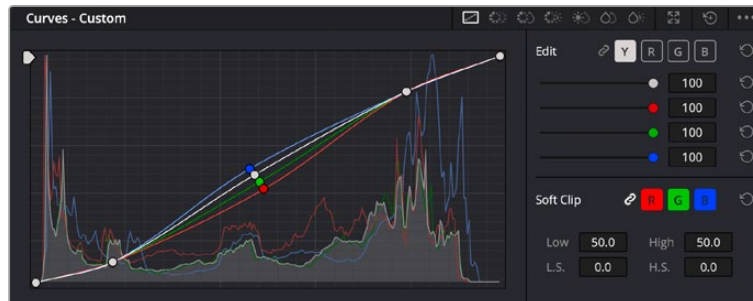 Curves - Custom
Edit Y R G B
100
100
100
100
Soft Clip R G B
Low 50.0 High 50.0
L.S. 0.0 H.S. 0.0